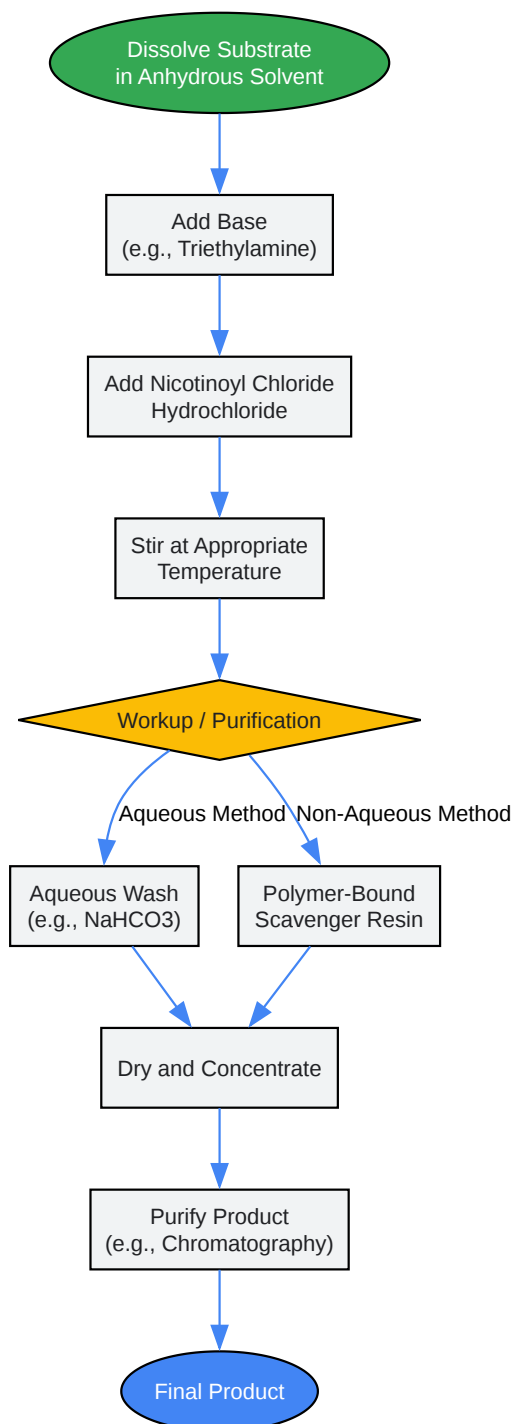 Dissolve Substrate
in Anhydrous Solvent
Add Base
(e.g., Triethylamine)
Add Nicotinoyl Chloride
Hydrochloride
Stir at Appropriate
Temperature
Workup / Purification
Aqueous Method
Non-Aqueous Method
Aqueous Wash
(e.g., NaHCO3)
Polymer-Bound
Scavenger Resin
Dry and Concentrate
Purify Product
(e.g., Chromatography)
Final Product